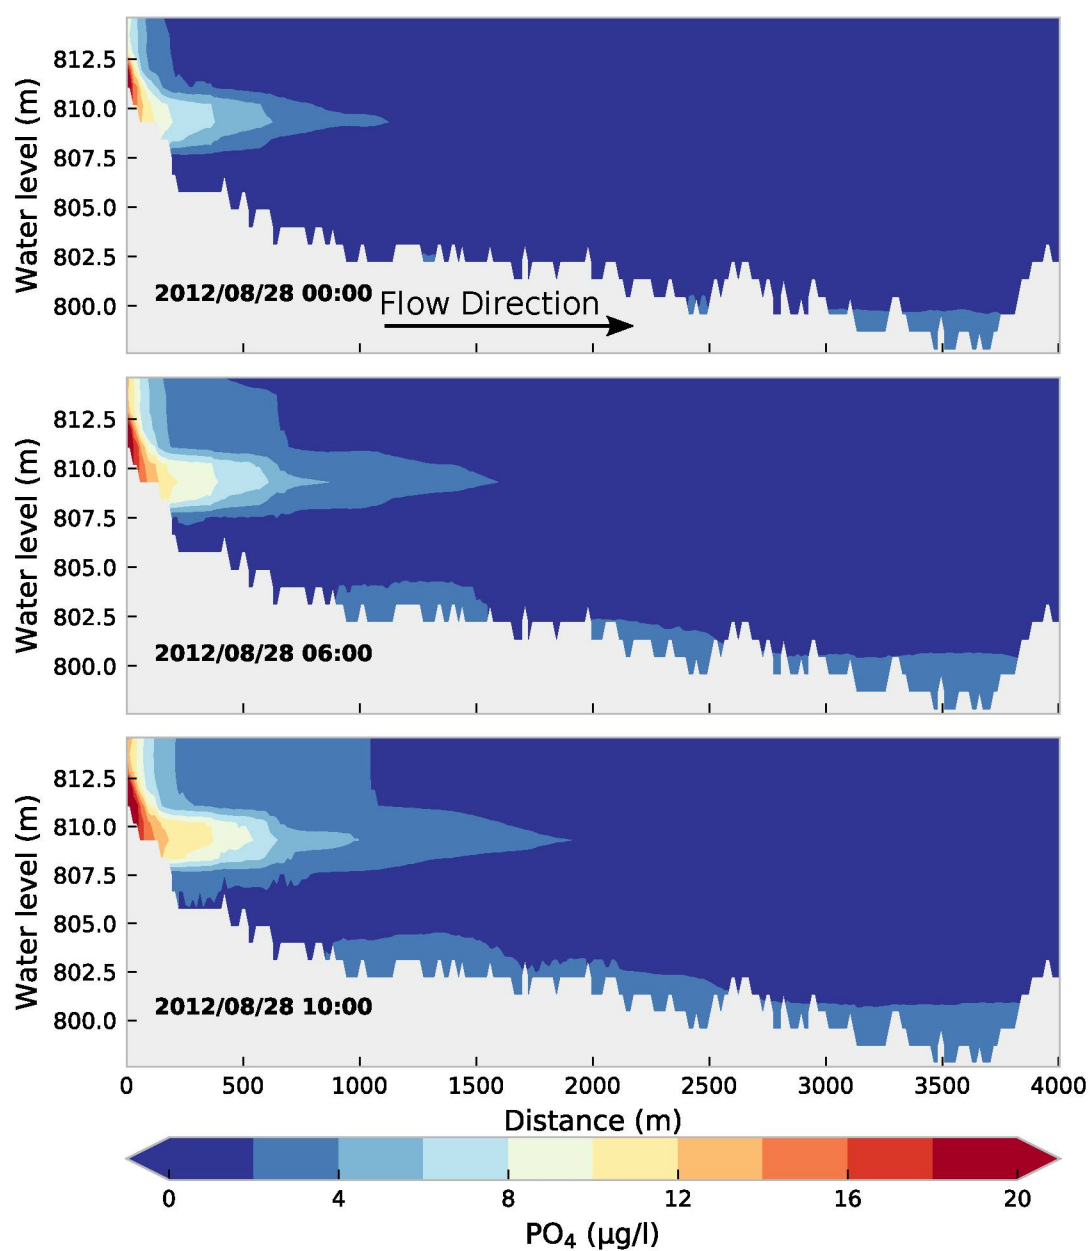 812.5
810.0
807.5
805.0
802.5
800.0
Water level (m)
2012/08/28 00:00
Flow Direction
812.5
810.0
807.5
805.0
802.5
800.0
Water level (m)
2012/08/28 06:00
812.5
810.0
807.5
805.0
802.5
800.0
Water level (m)
2012/08/28 10:00
0 500 1000 1500 2000 2500 3000 3500 4000
Distance (m)
0 4 8 12 16 20
PO₄ (µg/l)